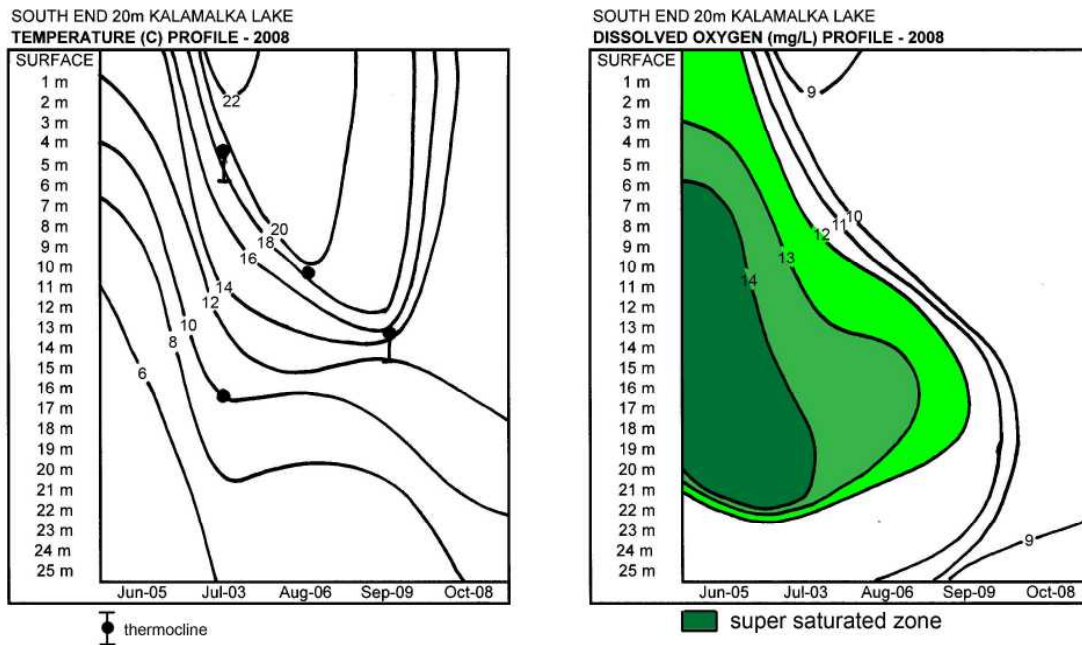 SOUTH END 20m KALAMALKA LAKE
TEMPERATURE (C) PROFILE - 2008
SURFACE
1 m
2 m
3 m
4 m
5 m
6 m
7 m
8 m
9 m
10 m
11 m
12 m
13 m
14 m
15 m
16 m
17 m
18 m
19 m
20 m
21 m
22 m
23 m
24 m
25 m
22
20
18
16
14
12
10
8
6
Jun-05 Jul-03 Aug-06 Sep-09 Oct-08
thermocline
SOUTH END 20m KALAMALKA LAKE
DISSOLVED OXYGEN (mg/L) PROFILE - 2008
SURFACE
1 m
2 m
3 m
4 m
5 m
6 m
7 m
8 m
9 m
10 m
11 m
12 m
13 m
14 m
15 m
16 m
17 m
18 m
19 m
20 m
21 m
22 m
23 m
24 m
25 m
9
10
11
12
13
14
9
Jun-05 Jul-03 Aug-06 Sep-09 Oct-08
super saturated zone